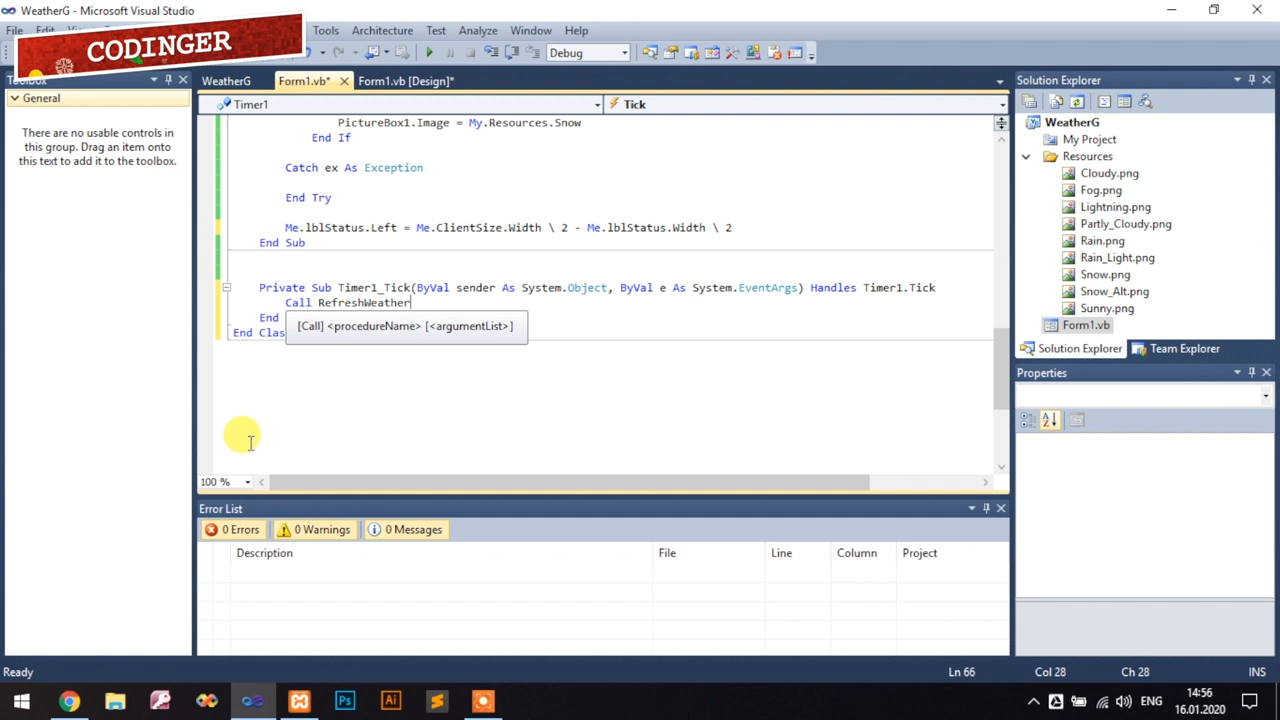 WeatherG - Microsoft Visual Studio
CODINGER
File Tools Architecture Test Analyze Window Help
Debug
Toolbox
General
There are no usable controls in
this group. Drag an item onto
this text to add it to the toolbox.
WeatherG Form1.vb* Form1.vb [Design]*
Timer1 Tick
PictureBox1.Image = My.Resources.Snow
End If
Catch ex As Exception
End Try
Me.lblStatus.Left = Me.ClientSize.Width \ 2 - Me.lblStatus.Width \ 2
End Sub
Private Sub Timer1_Tick(ByVal sender As System.Object, ByVal e As System.EventArgs) Handles Timer1.Tick
Call RefreshWeather
End
[Call] <procedureName> [<argumentList>]
End Clas
100 %
Error List
0 Errors 0 Warnings 0 Messages
Description File Line Column Project
Solution Explorer
WeatherG
My Project
Resources
Cloudy.png
Fog.png
Lightning.png
Partly_Cloudy.png
Rain.png
Rain_Light.png
Snow.png
Snow_Alt.png
Sunny.png
Form1.vb
Solution Explorer Team Explorer
Properties
Ready Ln 66 Col 28 Ch 28 INS
Ps Ai
ENG
14:56
16.01.2020